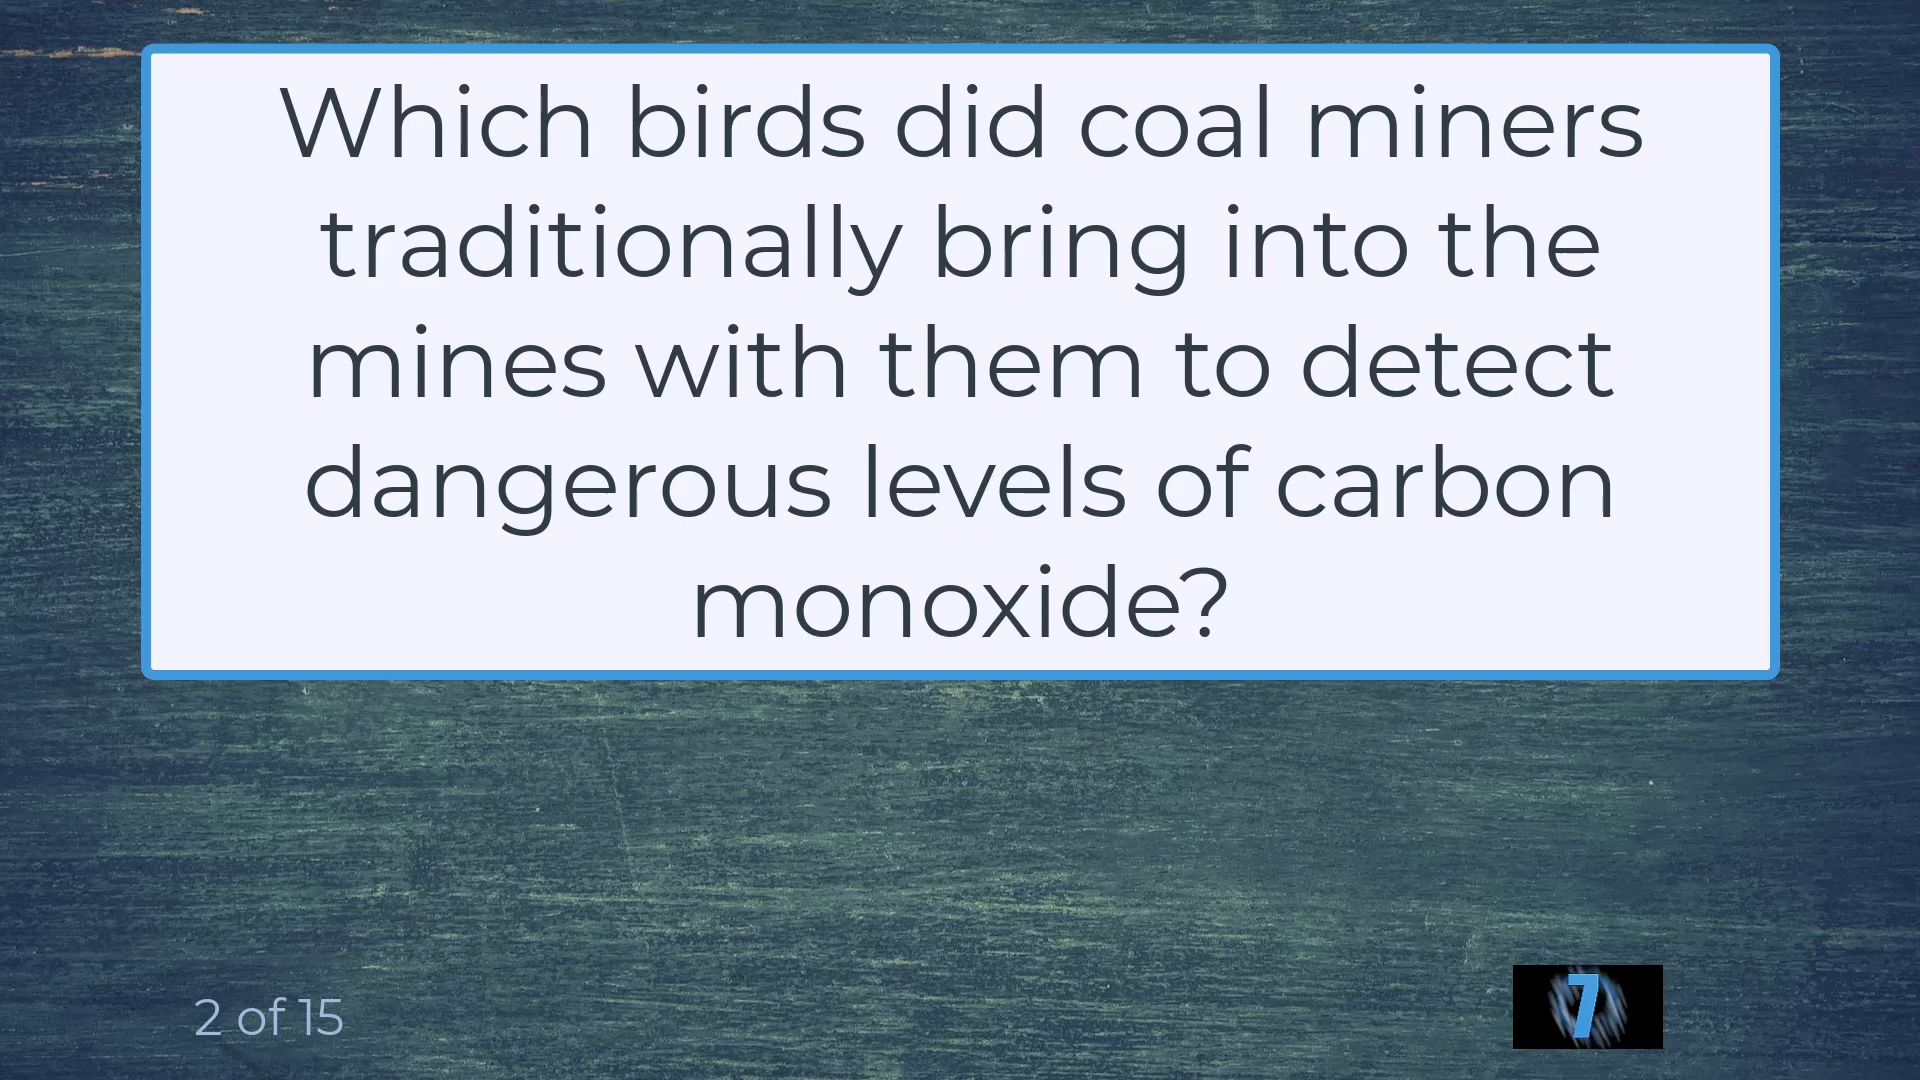 Which birds did coal miners
traditionally bring into the
mines with them to detect
dangerous levels of carbon
monoxide?
2 of 15
7